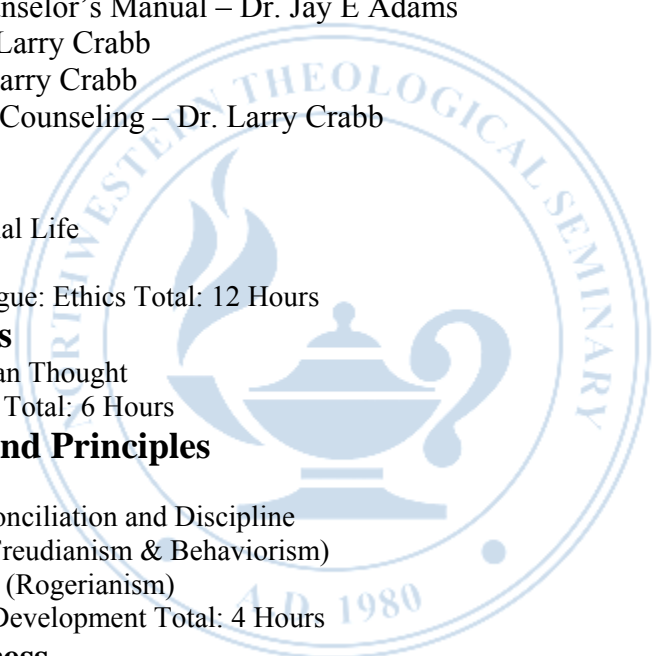 nselor’s Manual – Dr. Jay E Adams
Larry Crabb
arry Crabb
Counseling – Dr. Larry Crabb
al Life
gue: Ethics Total: 12 Hours
s
an Thought
Total: 6 Hours
nd Principles
onciliation and Discipline
Freudianism & Behaviorism)
(Rogerianism)
Development Total: 4 Hours
NORTHWESTERN THEOLOGICAL SEMINARY
A.D. 1980